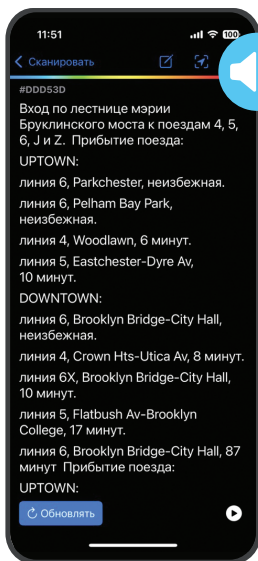 11:51
100
Сканировать
#DDD53D
Вход по лестнице мэрии
Бруклинского моста к поездам 4, 5,
6, J и Z.  Прибытие поезда:
UPTOWN:
линия 6, Parkchester, неизбежная.
линия 6, Pelham Bay Park,
неизбежная.
линия 4, Woodlawn, 6 минут.
линия 5, Eastchester-Dyre Av,
10 минут.
DOWNTOWN:
линия 6, Brooklyn Bridge-City Hall,
неизбежная.
линия 4, Crown Hts-Utica Av, 8 минут.
линия 6X, Brooklyn Bridge-City Hall,
10 минут.
линия 5, Flatbush Av-Brooklyn
College, 17 минут.
линия 6, Brooklyn Bridge-City Hall, 87
минут  Прибытие поезда:
UPTOWN:
Обновлять